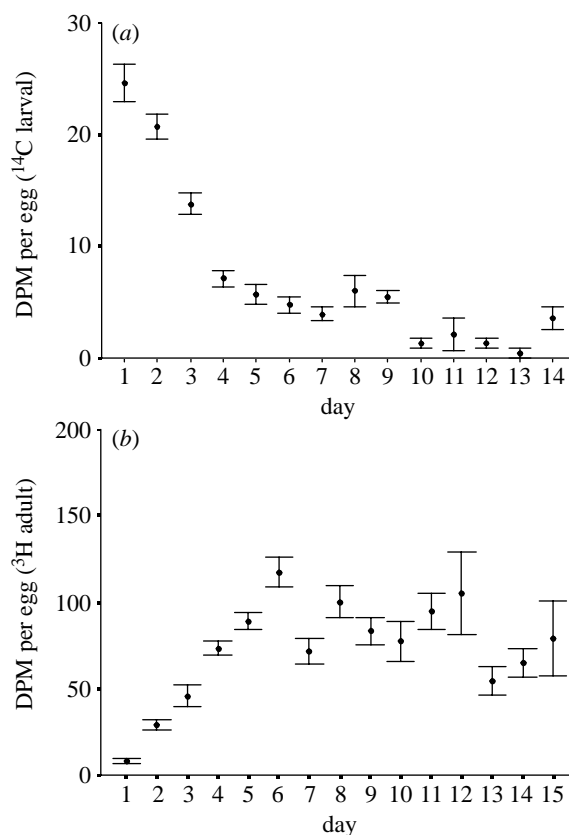 (a)
DPM per egg (¹⁴C larval)
30
20
10
0
1 2 3 4 5 6 7 8 9 10 11 12 13 14
day
(b)
DPM per egg (³H adult)
200
150
100
50
0
1 2 3 4 5 6 7 8 9 10 11 12 13 14 15
day